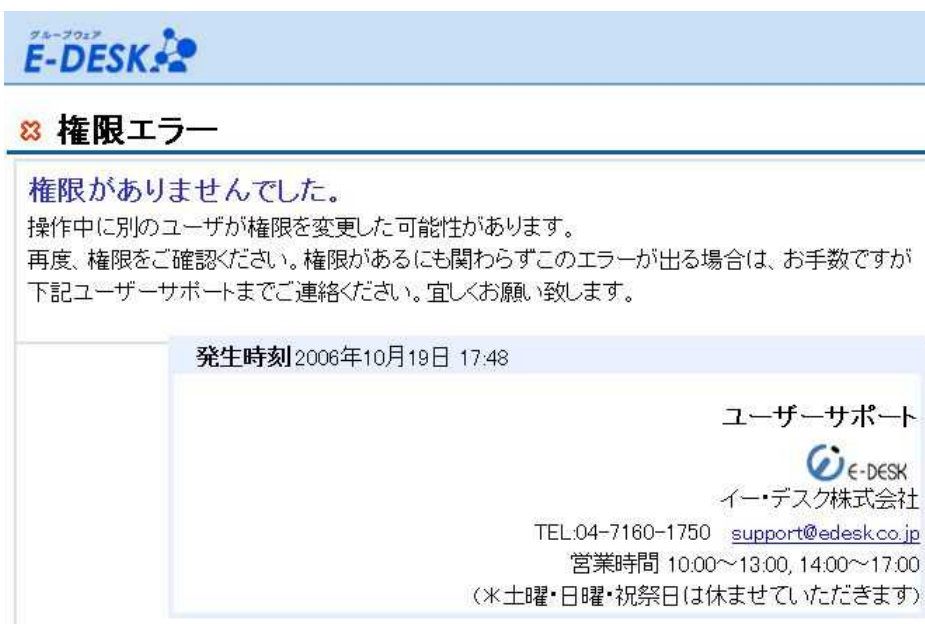 グループウェア
E-DESK
権限エラー
権限がありませんでした。
操作中に別のユーザが権限を変更した可能性があります。
再度、権限をご確認ください。権限があるにも関わらずこのエラーが出る場合は、お手数ですが
下記ユーザーサポートまでご連絡ください。宜しくお願い致します。
発生時刻2006年10月19日 17:48
ユーザーサポート
E-DESK
イー・デスク株式会社
TEL:04-7160-1750 support@edesk.co.jp
営業時間 10:00～13:00, 14:00～17:00
(※土曜・日曜・祝祭日は休ませていただきます)